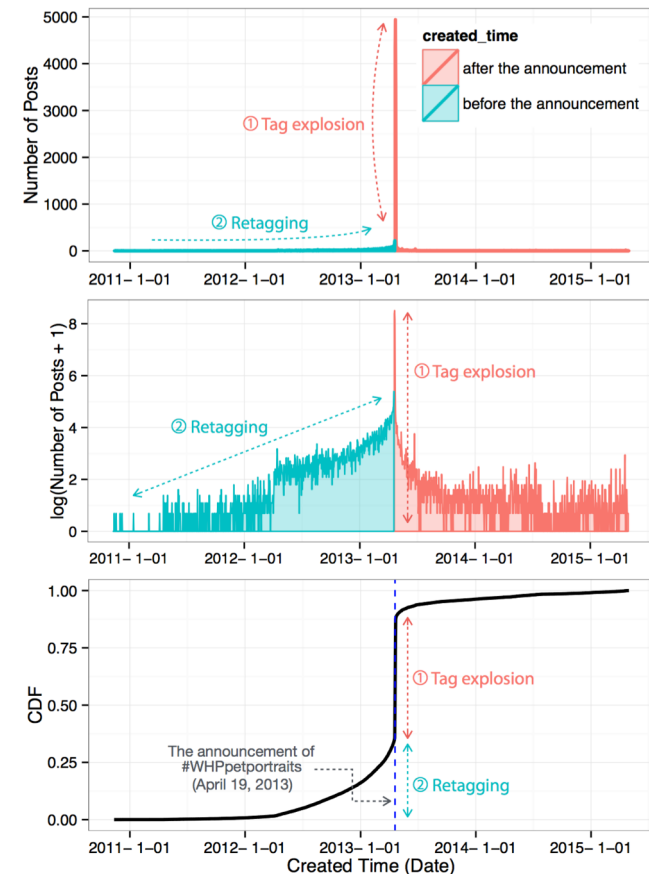 created_time
after the announcement
before the announcement
Number of Posts
5000
4000
3000
2000
1000
0
① Tag explosion
② Retagging
2011- 1-01 2012- 1-01 2013- 1-01 2014- 1-01 2015- 1-01
log(Number of Posts + 1)
8
6
4
2
0
① Tag explosion
② Retagging
2011- 1-01 2012- 1-01 2013- 1-01 2014- 1-01 2015- 1-01
CDF
1.00
0.75
0.50
0.25
0.00
① Tag explosion
The announcement of
#WHPpetportraits
(April 19, 2013)
② Retagging
2011- 1-01 2012- 1-01 2013- 1-01 2014- 1-01 2015- 1-01
Created Time (Date)